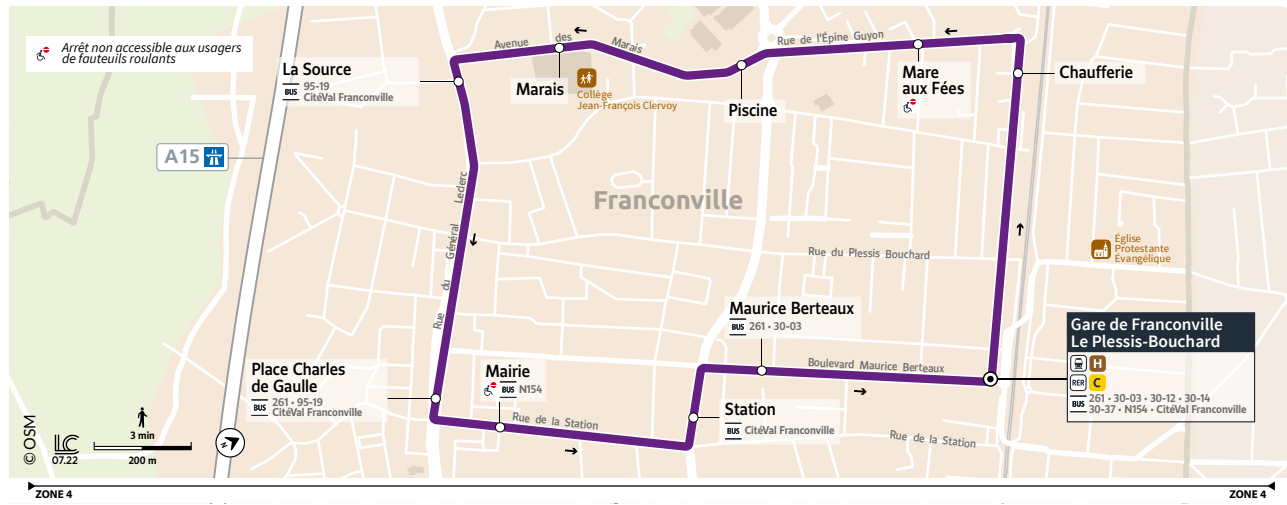 Arrêt non accessible aux usagers
de fauteuils roulants
La Source
BUS 95-19
CitéVal Franconville
Avenue des Marais
Marais
Collège
Jean-François Clervoy
Piscine
Rue de l'Épine Guyon
Mare
aux Fées
Chaufferie
A15
Franconville
Rue du Général Leclerc
Rue du Plessis Bouchard
Église
Protestante
Évangélique
Maurice Berteaux
BUS 261 • 30-03
Boulevard Maurice Berteaux
Gare de Franconville
Le Plessis-Bouchard
H
RER C
BUS 261 • 30-03 • 30-12 • 30-14
30-37 • N154 • CitéVal Franconville
Place Charles
de Gaulle
BUS 261 • 95-19
CitéVal Franconville
Mairie
BUS N154
Rue de la Station
Station
BUS CitéVal Franconville
Rue de la Station
© OSM
LC
07.22
3 min
200 m
ZONE 4
ZONE 4